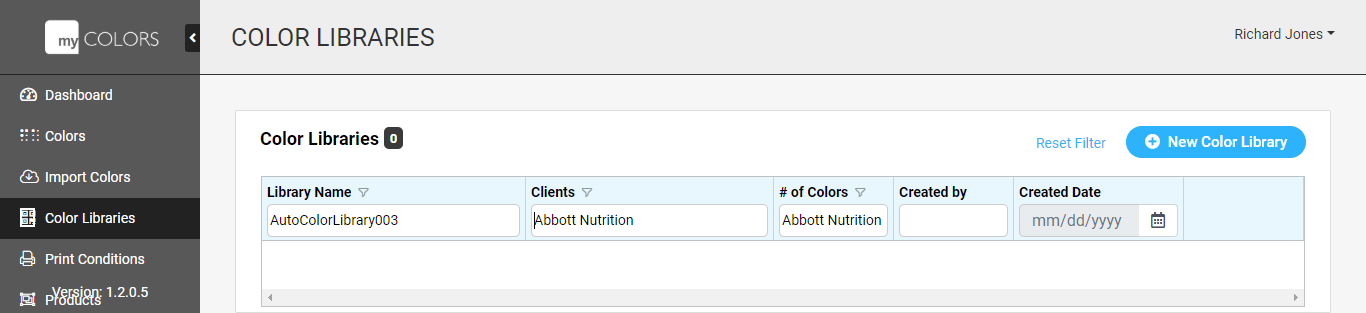 my COLORS
COLOR LIBRARIES
Richard Jones
Dashboard
Colors
Import Colors
Color Libraries
Print Conditions
Products
Version: 1.2.0.5
Color Libraries 0
Reset Filter
New Color Library
Library Name Clients # of Colors Created by Created Date
AutoColorLibrary003 Abbott Nutrition Abbott Nutrition mm/dd/yyyy